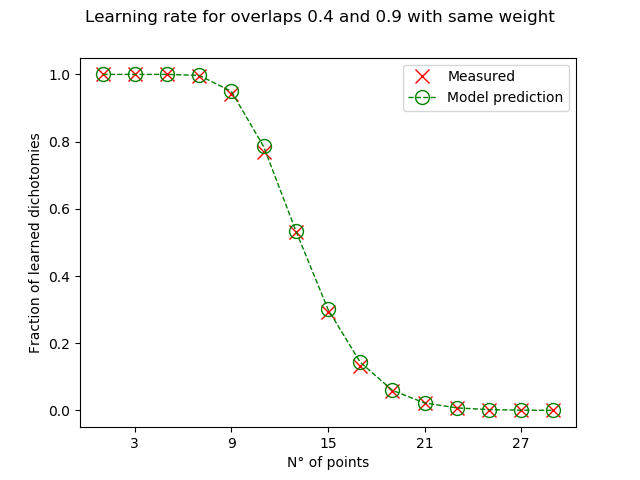 Learning rate for overlaps 0.4 and 0.9 with same weight
Measured
Model prediction
Fraction of learned dichotomies
1.0
0.8
0.6
0.4
0.2
0.0
3 9 15 21 27
N° of points